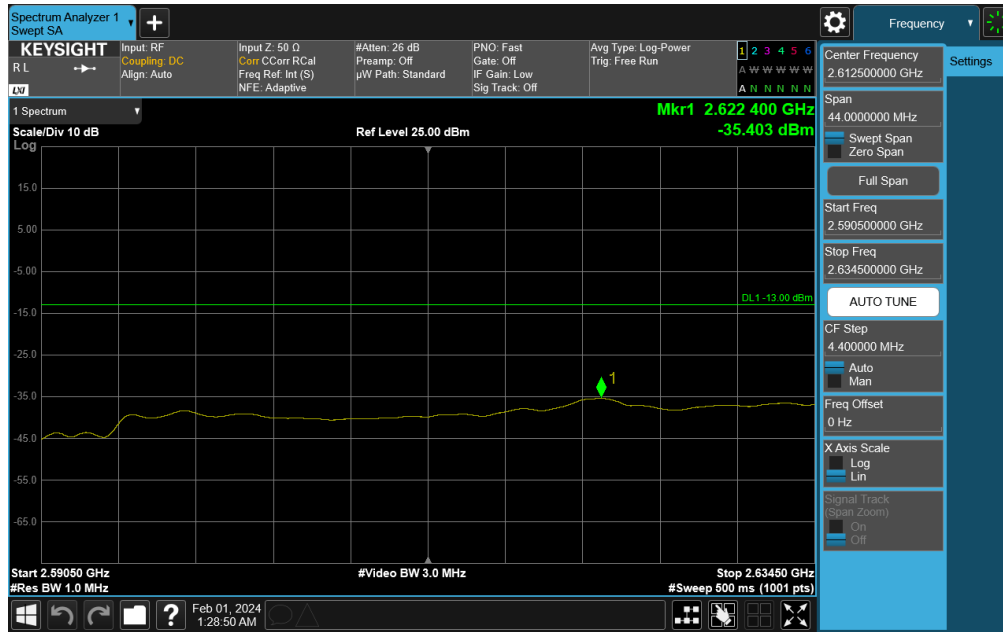 Spectrum Analyzer 1
Swept SA
Frequency
KEYSIGHT
R L
LXI
Input: RF
Coupling: DC
Align: Auto
Input Z: 50 Ω
Corr CCorr RCal
Freq Ref: Int (S)
NFE: Adaptive
#Atten: 26 dB
Preamp: Off
µW Path: Standard
PNO: Fast
Gate: Off
IF Gain: Low
Sig Track: Off
Avg Type: Log-Power
Trig: Free Run
1 2 3 4 5 6
A W W W W W
A N N N N N
1 Spectrum
Mkr1 2.622 400 GHz
-35.403 dBm
Scale/Div 10 dB
Ref Level 25.00 dBm
Log
15.0
5.00
-5.00
-15.0
-25.0
-35.0
-45.0
-55.0
-65.0
DL1 -13.00 dBm
1
Start 2.59050 GHz
#Video BW 3.0 MHz
Stop 2.63450 GHz
#Res BW 1.0 MHz
#Sweep 500 ms (1001 pts)
?
Feb 01, 2024
1:28:50 AM
Center Frequency
2.612500000 GHz
Settings
Span
44.0000000 MHz
Swept Span
Zero Span
Full Span
Start Freq
2.590500000 GHz
Stop Freq
2.634500000 GHz
AUTO TUNE
CF Step
4.400000 MHz
Auto
Man
Freq Offset
0 Hz
X Axis Scale
Log
Lin
Signal Track
(Span Zoom)
On
Off